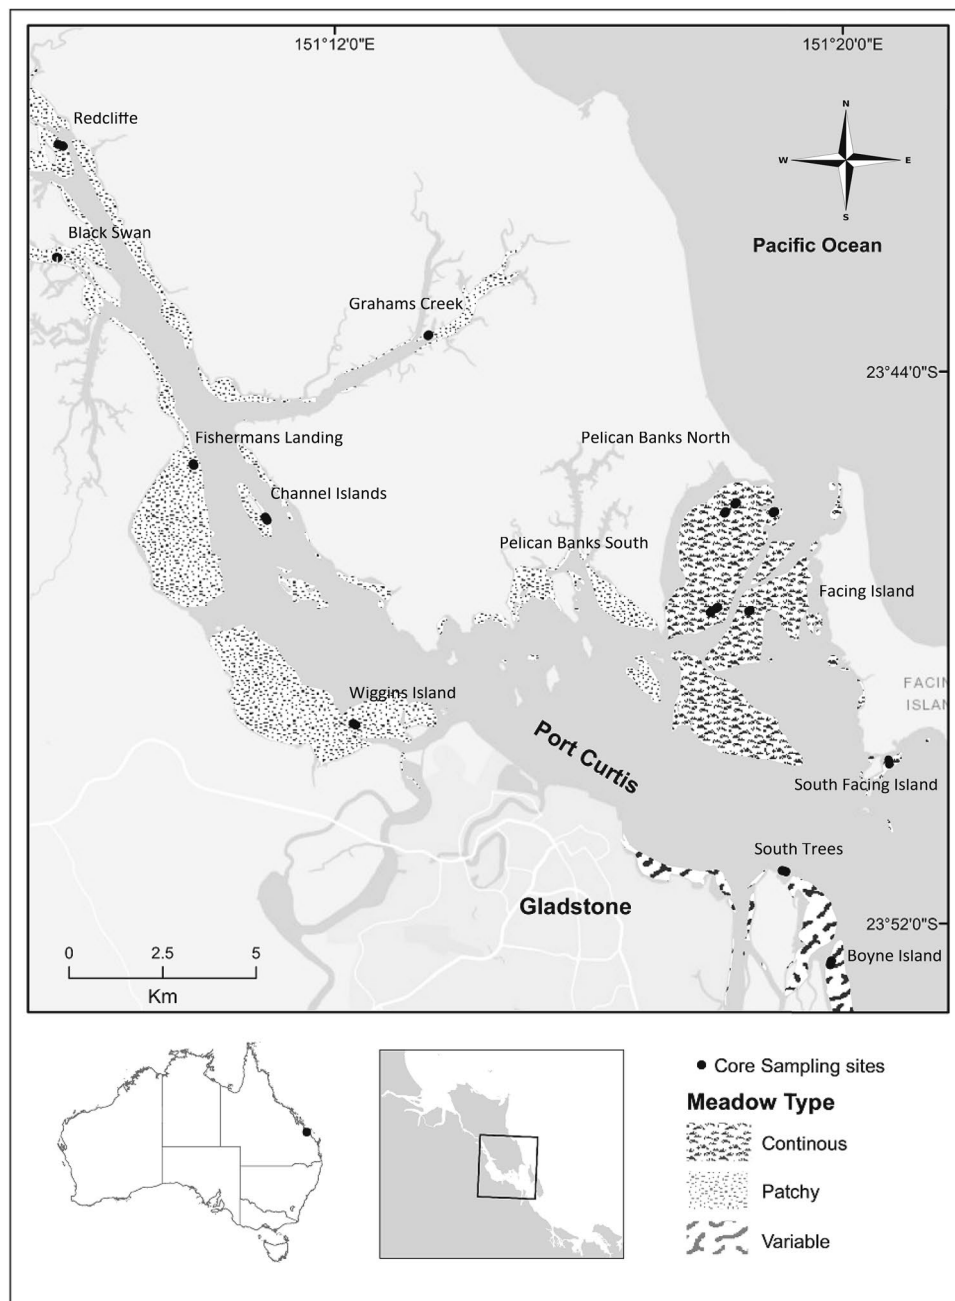 151°12'0"E
151°20'0"E
Redcliffe
N
W
E
S
Black Swan
Pacific Ocean
Grahams Creek
23°44'0"S
Fishermans Landing
Pelican Banks North
Channel Islands
Pelican Banks South
Facing Island
FACIN
ISLAN
Wiggins Island
Port Curtis
South Facing Island
South Trees
Gladstone
23°52'0"S
Boyne Island
0
2.5
5
Km
Core Sampling sites
Meadow Type
Continous
Patchy
Variable